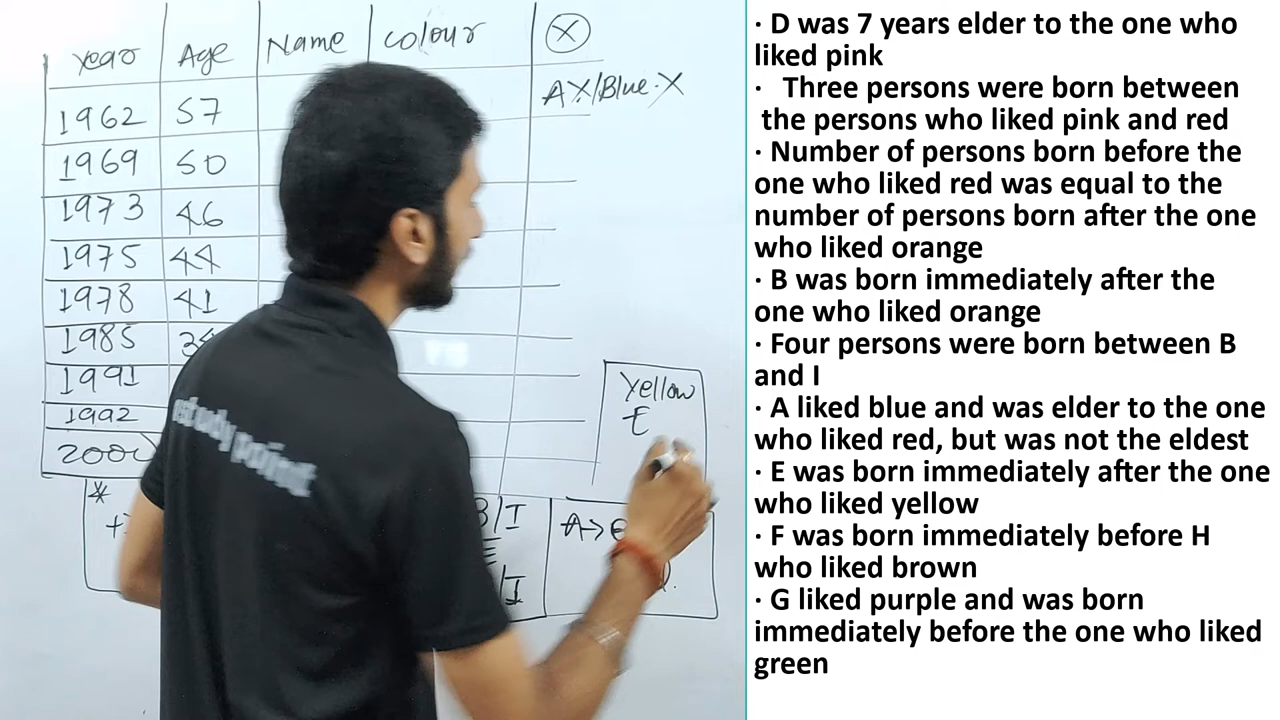 Year Age Name Colour X
AX/Blue-X
1962 57
1969 50
1973 46
1975 44
1978 41
1985
1991
1992
Yellow
E
*
B/I
I
A→
study point
· D was 7 years elder to the one who
liked pink
· Three persons were born between
the persons who liked pink and red
· Number of persons born before the
one who liked red was equal to the
number of persons born after the one
who liked orange
· B was born immediately after the
one who liked orange
· Four persons were born between B
and I
· A liked blue and was elder to the one
who liked red, but was not the eldest
· E was born immediately after the one
who liked yellow
· F was born immediately before H
who liked brown
· G liked purple and was born
immediately before the one who liked
green